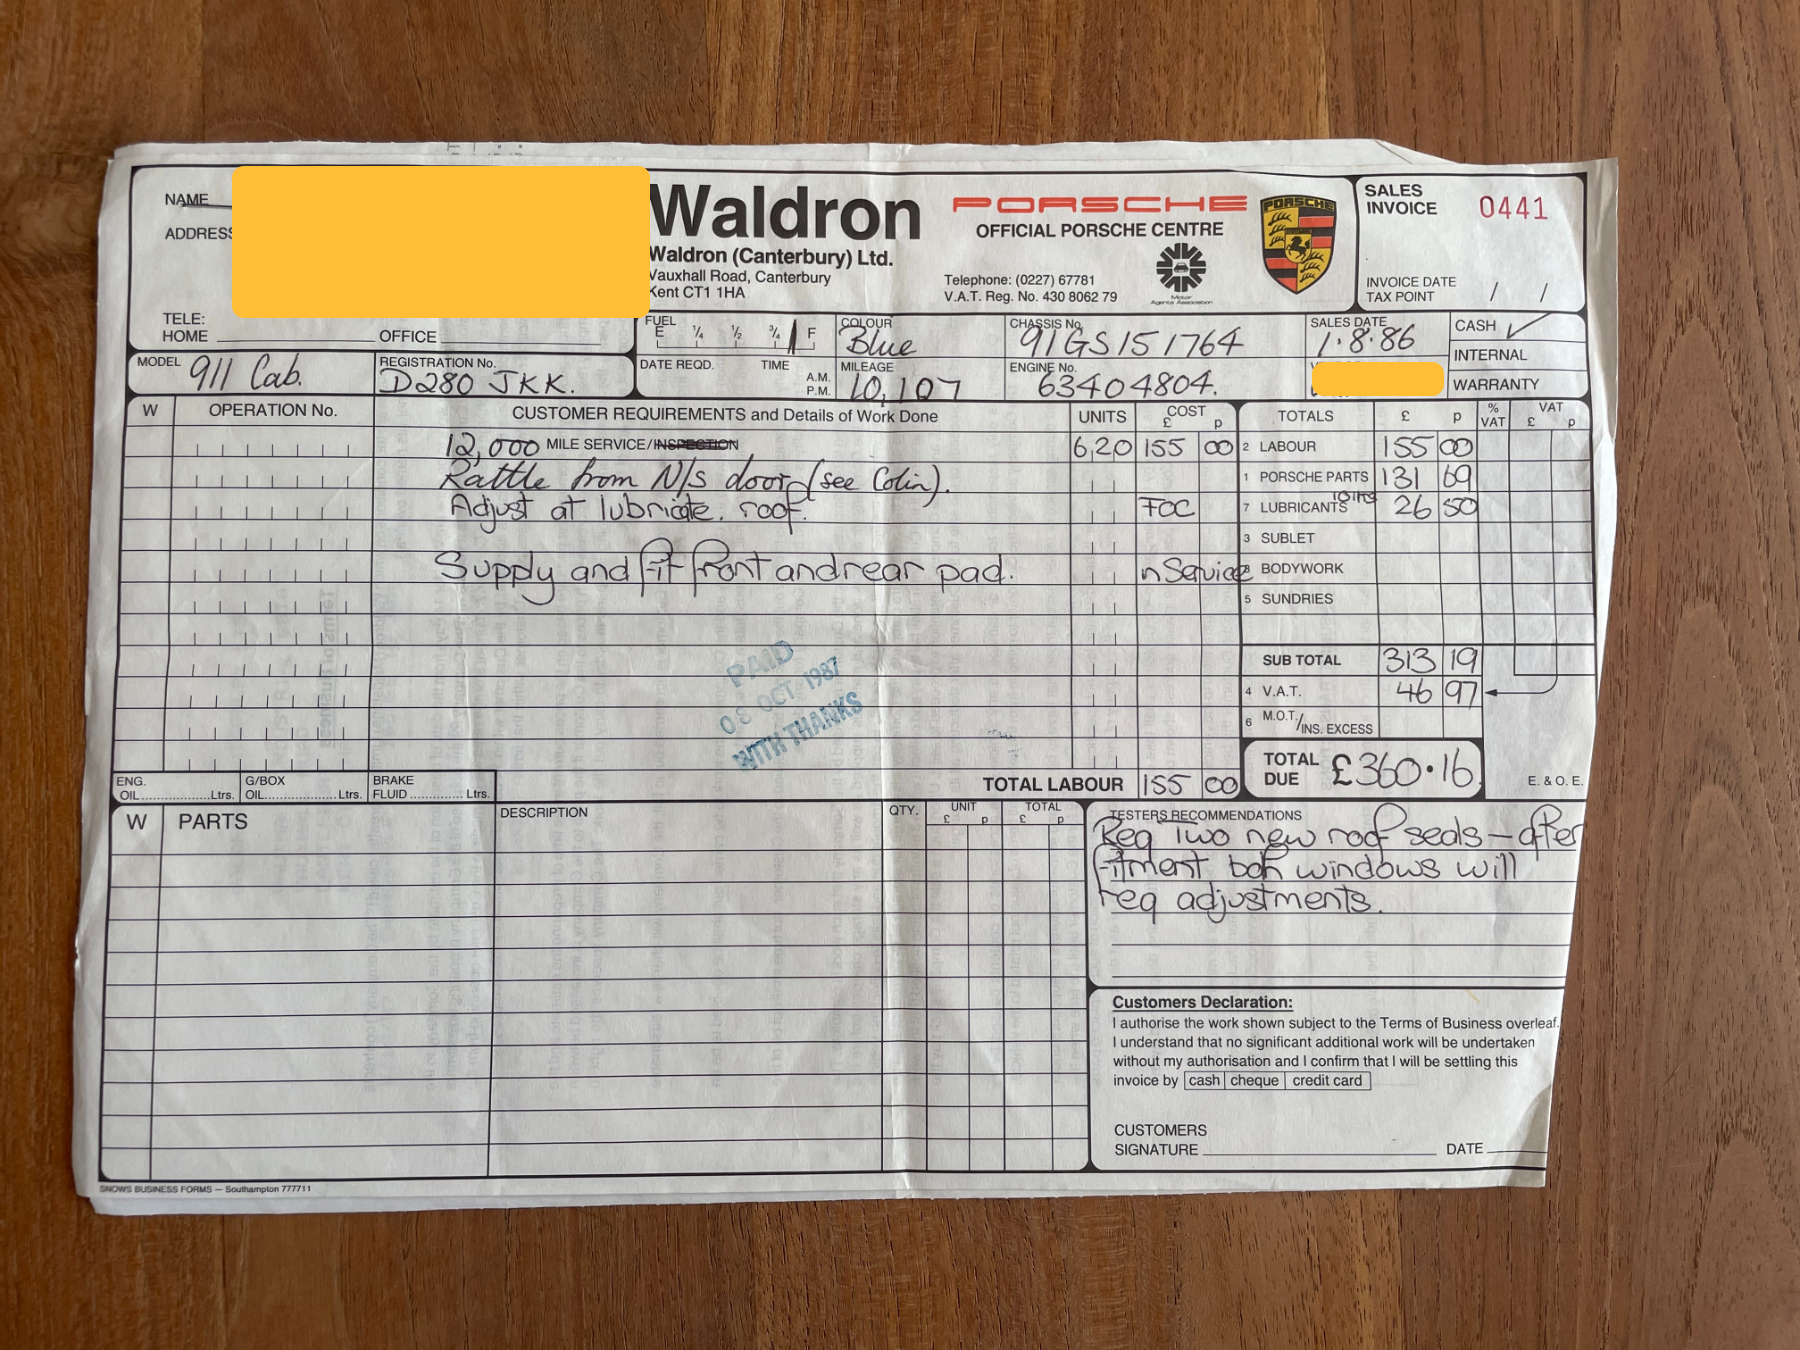 NAME
ADDRESS
TELE:
HOME OFFICE
Waldron
Waldron (Canterbury) Ltd.
Vauxhall Road, Canterbury
Kent CT1 1HA
PORSCHE
OFFICIAL PORSCHE CENTRE
Telephone: (0227) 67781
V.A.T. Reg. No. 430 8062 79
Motor
Agents Association
PORSCHE
SALES
INVOICE 0441
INVOICE DATE
TAX POINT / /
MODEL 911 Cab.
REGISTRATION No.
D280 JKK.
FUEL
E ¼ ½ ¾ F
DATE REQD. TIME A.M.
P.M.
COLOUR
Blue
MILEAGE
10,107
CHASSIS No.
91GS151764
ENGINE No.
63404804.
SALES DATE
1.8.86
CASH ✓
INTERNAL
WARRANTY
W OPERATION No. CUSTOMER REQUIREMENTS and Details of Work Done UNITS COST £ p
12,000 MILE SERVICE/INSPECTION 6,20 155 00
Rattle from N/s door (see Colin).
Adjust at lubricate. roof. FOC
Supply and fit front and rear pad. n Service
PAID
08 OCT 1987
WITH THANKS
TOTALS £ p % VAT VAT £ p
2 LABOUR 155 00
1 PORSCHE PARTS 131 69
7 LUBRICANTS 26 50
3 SUBLET
8 BODYWORK
5 SUNDRIES
SUB TOTAL 313 19
4 V.A.T. 46 97
6 M.O.T./INS. EXCESS
TOTAL
DUE £360.16
E. & O. E.
ENG.
OIL..............Ltrs.
G/BOX
OIL..............Ltrs.
BRAKE
FLUID..............Ltrs.
TOTAL LABOUR 155 00
W PARTS DESCRIPTION QTY. UNIT £ p TOTAL £ p
TESTERS RECOMMENDATIONS
Req Two new roof seals – after
fitment both windows will
req adjustments.
Customers Declaration:
I authorise the work shown subject to the Terms of Business overleaf.
I understand that no significant additional work will be undertaken
without my authorisation and I confirm that I will be settling this
invoice by cash cheque credit card
CUSTOMERS
SIGNATURE DATE
SNOWS BUSINESS FORMS — Southampton 777711